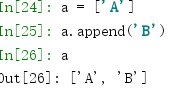 In[24]: a = ['A']
In[25]: a.append('B')
In[26]: a
Out[26]: ['A', 'B']